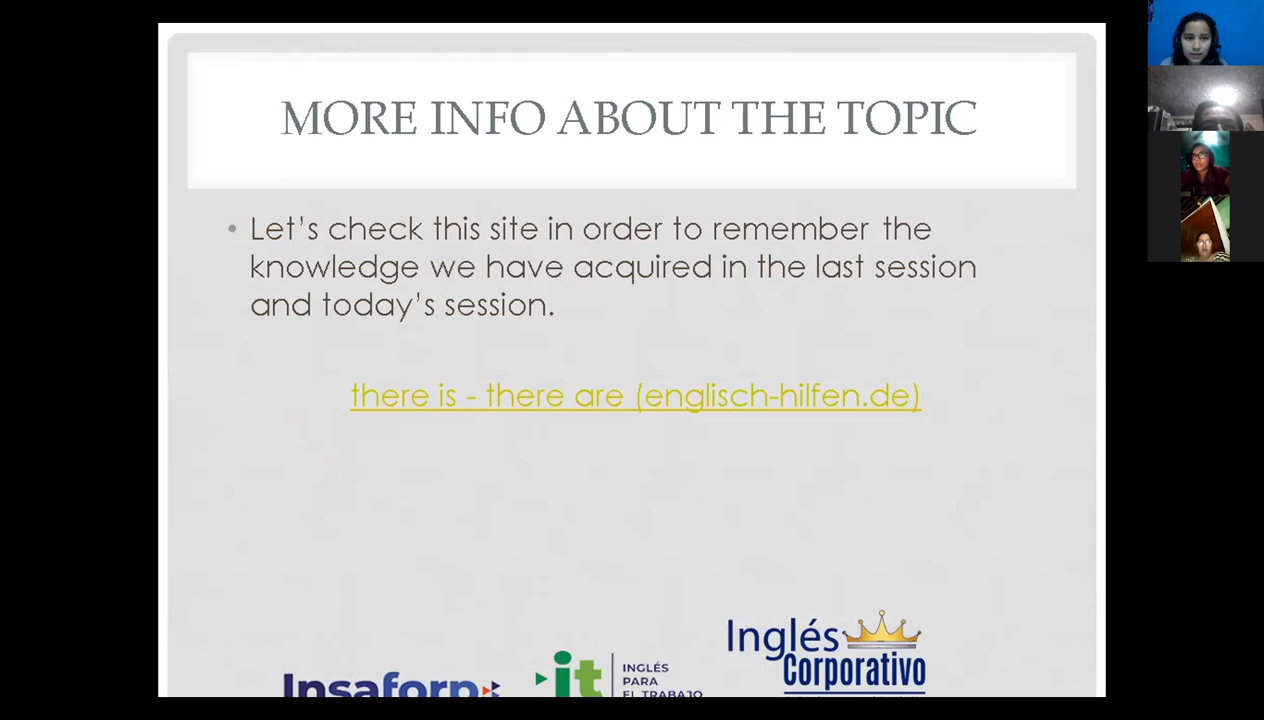 MORE INFO ABOUT THE TOPIC
• Let's check this site in order to remember the
knowledge we have acquired in the last session
and today's session.
there is - there are (englisch-hilfen.de)
Insaforp
it
INGLÉS
PARA
EL TRABAJO
Inglés
Corporativo